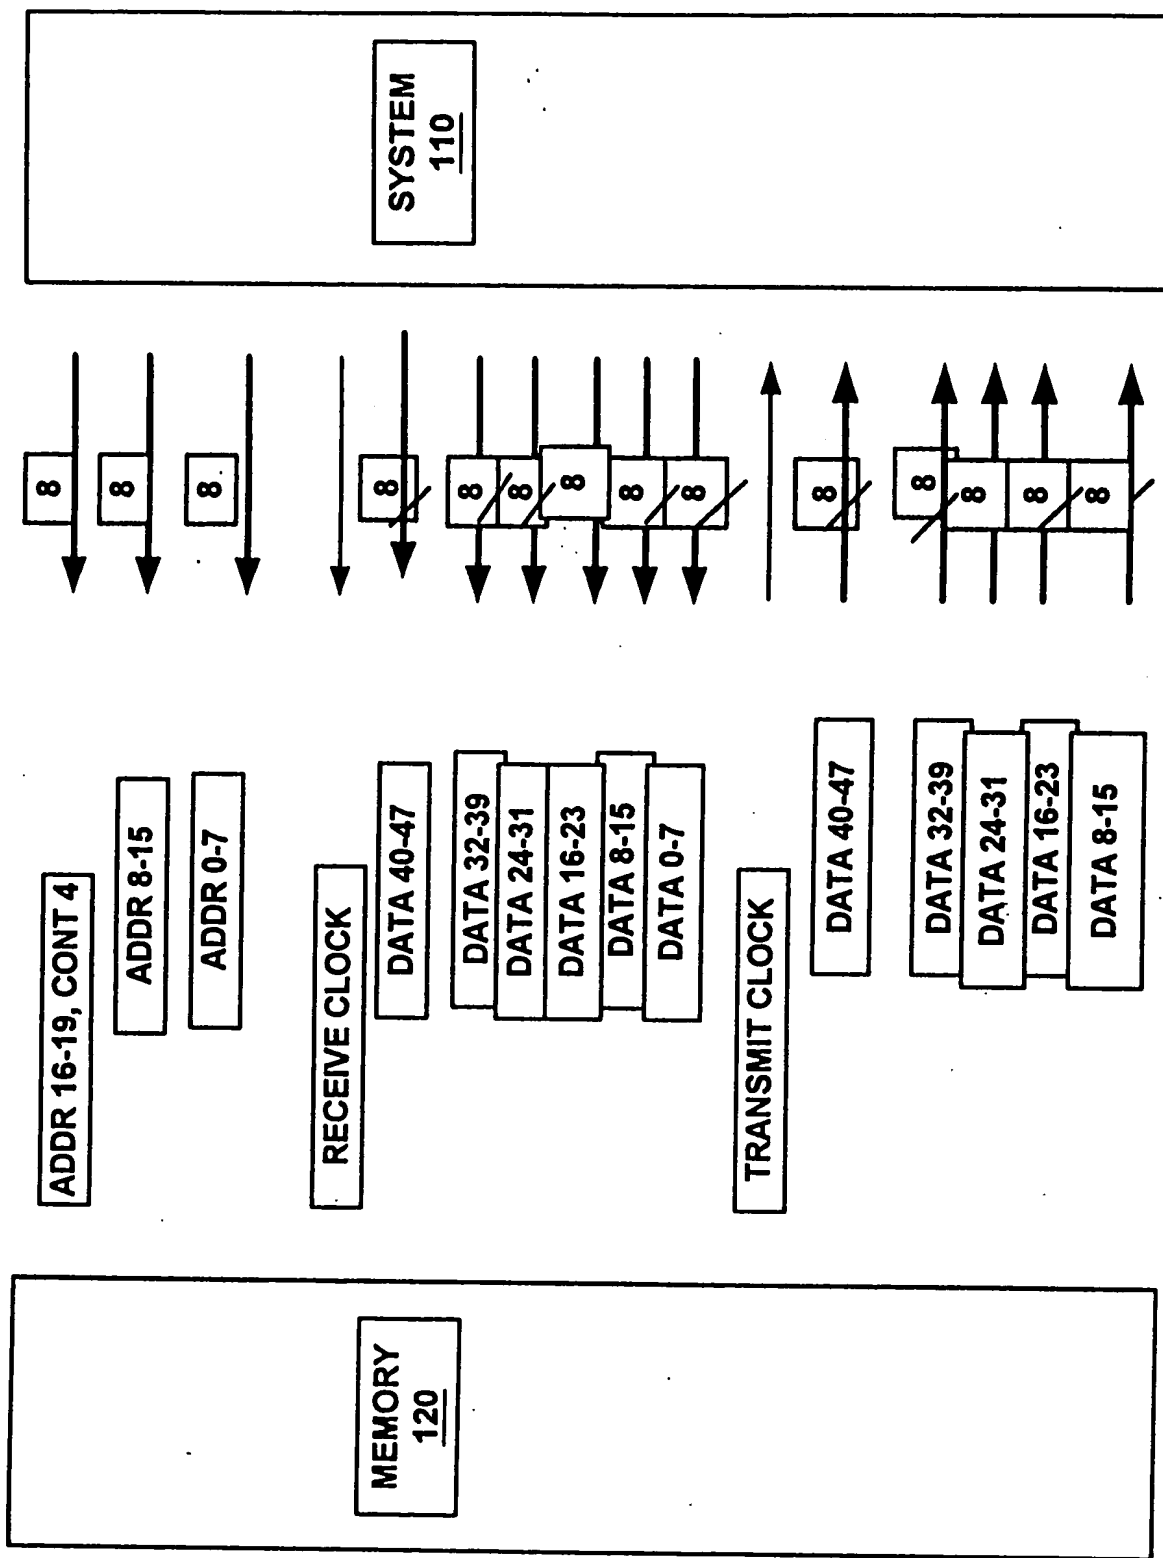 MEMORY
120
ADDR 16-19, CONT 4
ADDR 8-15
ADDR 0-7
RECEIVE CLOCK
DATA 40-47
DATA 32-39
DATA 24-31
DATA 16-23
DATA 8-15
DATA 0-7
TRANSMIT CLOCK
DATA 40-47
DATA 32-39
DATA 24-31
DATA 16-23
DATA 8-15
8
8
8
8
8
8
8
8
8
8
8
8
8
8
SYSTEM
110